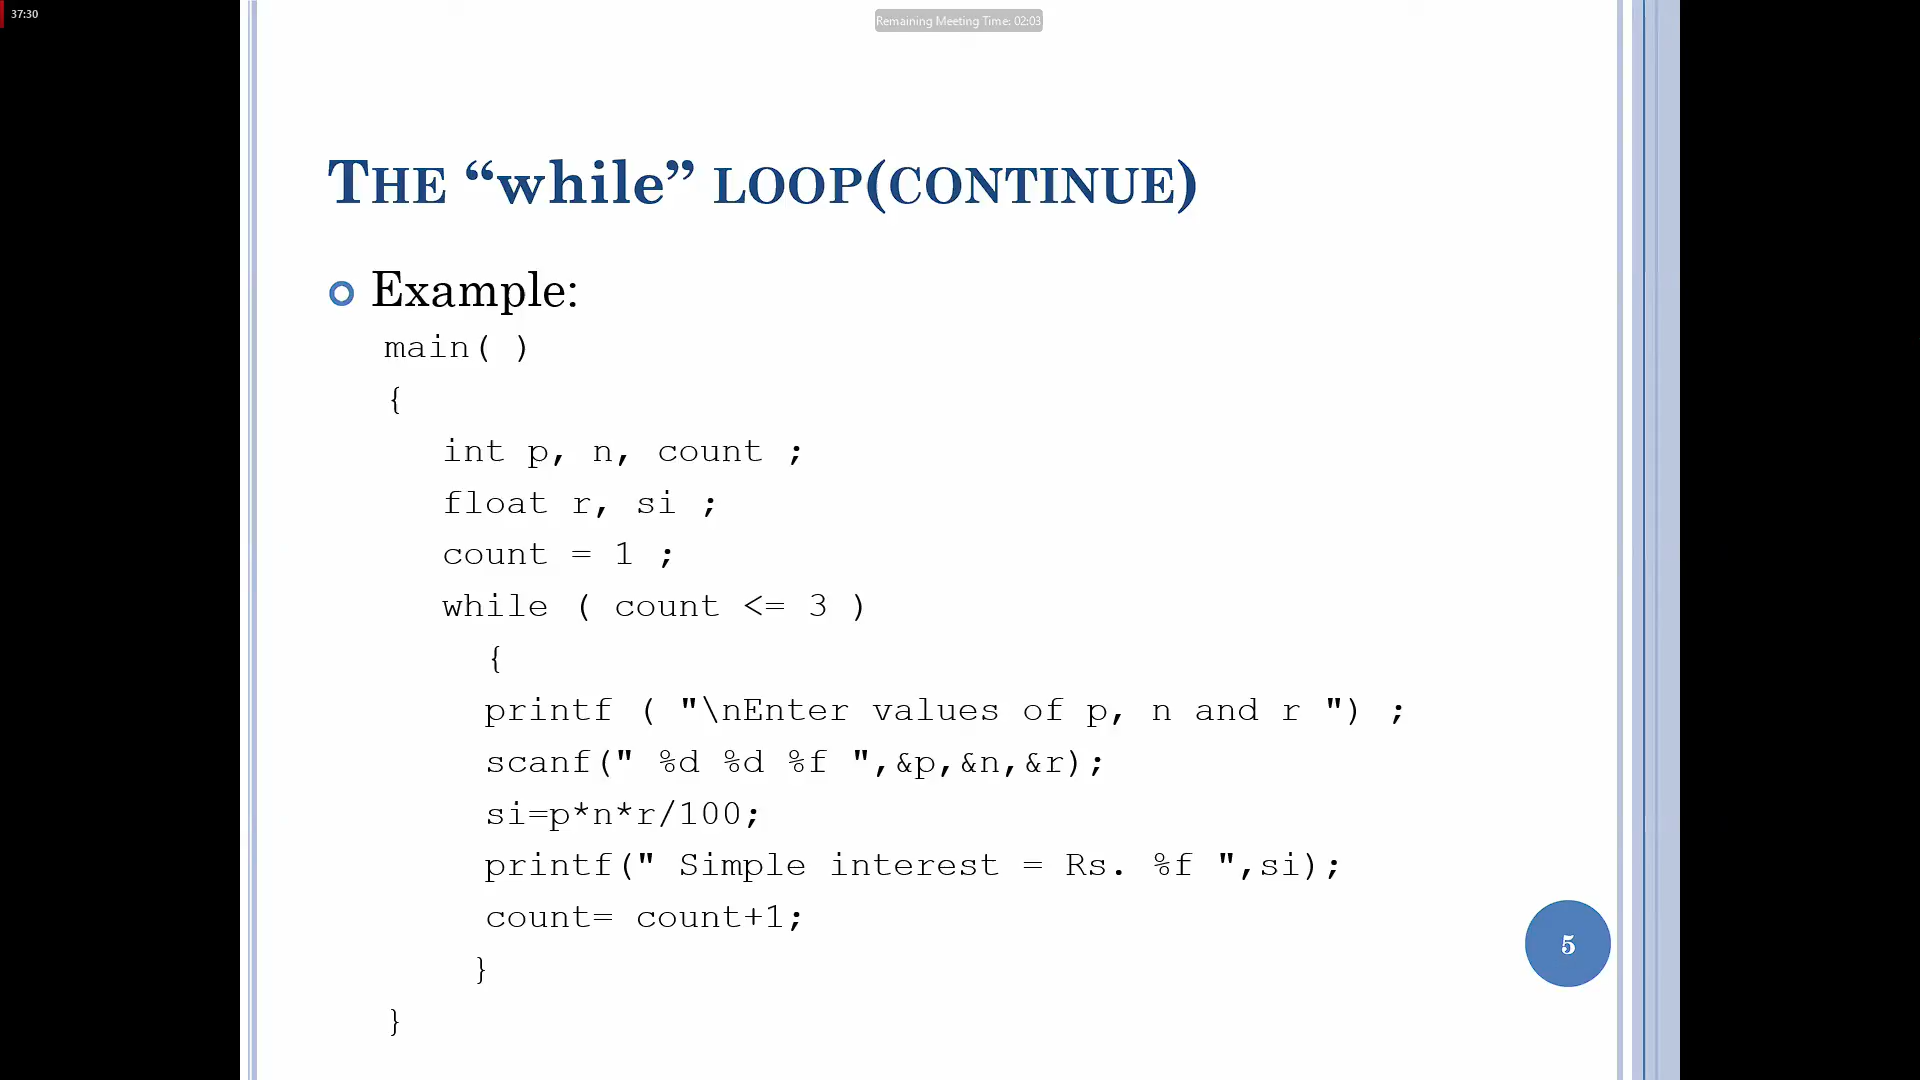 37:30
Remaining Meeting Time: 02:03
THE “while” LOOP(CONTINUE)
Example:
main( )
{
int p, n, count ;
float r, si ;
count = 1 ;
while ( count <= 3 )
{
printf ( "\nEnter values of p, n and r ") ;
scanf(" %d %d %f ",&p,&n,&r);
si=p*n*r/100;
printf(" Simple interest = Rs. %f ",si);
count= count+1;
}
}
5